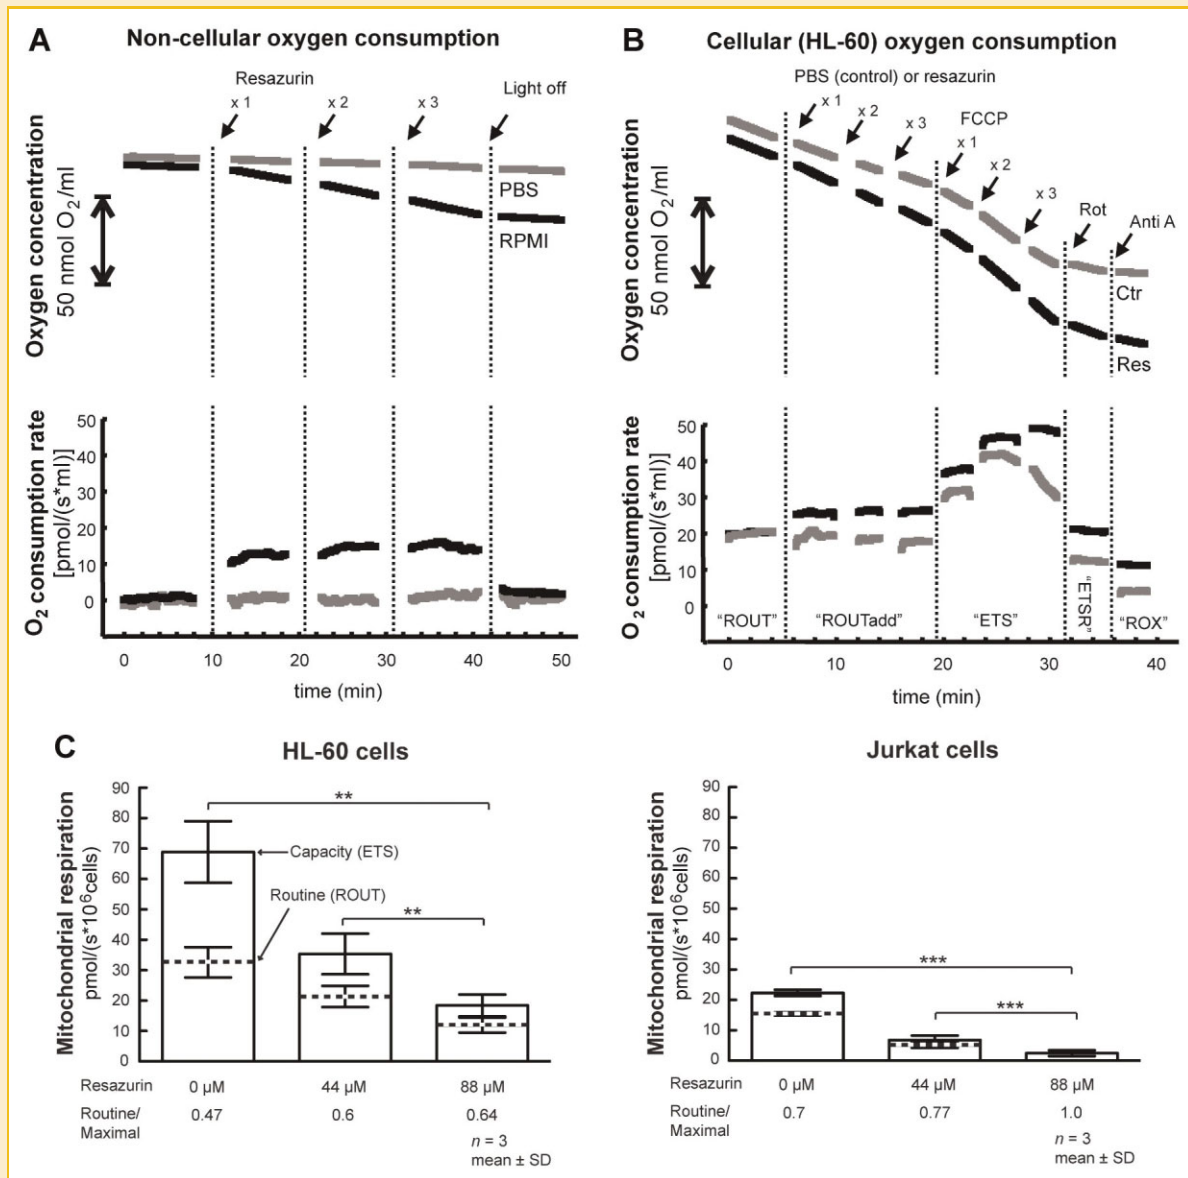 A
Non-cellular oxygen consumption
Resazurin
x 1
x 2
x 3
Light off
Oxygen concentration
50 nmol O2/ml
PBS
RPMI
O2 consumption rate
[pmol/(s*ml)]
50
40
30
20
10
0
0
10
20
30
40
50
time (min)
B
Cellular (HL-60) oxygen consumption
PBS (control) or resazurin
x 1
x 2
x 3
FCCP
x 1
x 2
x 3
Rot
Anti A
Oxygen concentration
50 nmol O2/ml
Ctr
Res
O2 consumption rate
[pmol/(s*ml)]
50
40
30
20
10
0
"ROUT"
"ROUTadd"
"ETS"
"ETSR"
"ROX"
0
10
20
30
40
time (min)
C
HL-60 cells
Mitochondrial respiration
pmol/(s*10⁶cells)
90
80
70
60
50
40
30
20
10
0
**
Capacity (ETS)
Routine (ROUT)
**
Resazurin 0 µM 44 µM 88 µM
Routine/ 0.47 0.6 0.64
Maximal
n = 3
mean ± SD
Jurkat cells
Mitochondrial respiration
pmol/(s*10⁶cells)
90
80
70
60
50
40
30
20
10
0
***
***
Resazurin 0 µM 44 µM 88 µM
Routine/ 0.7 0.77 1.0
Maximal
n = 3
mean ± SD